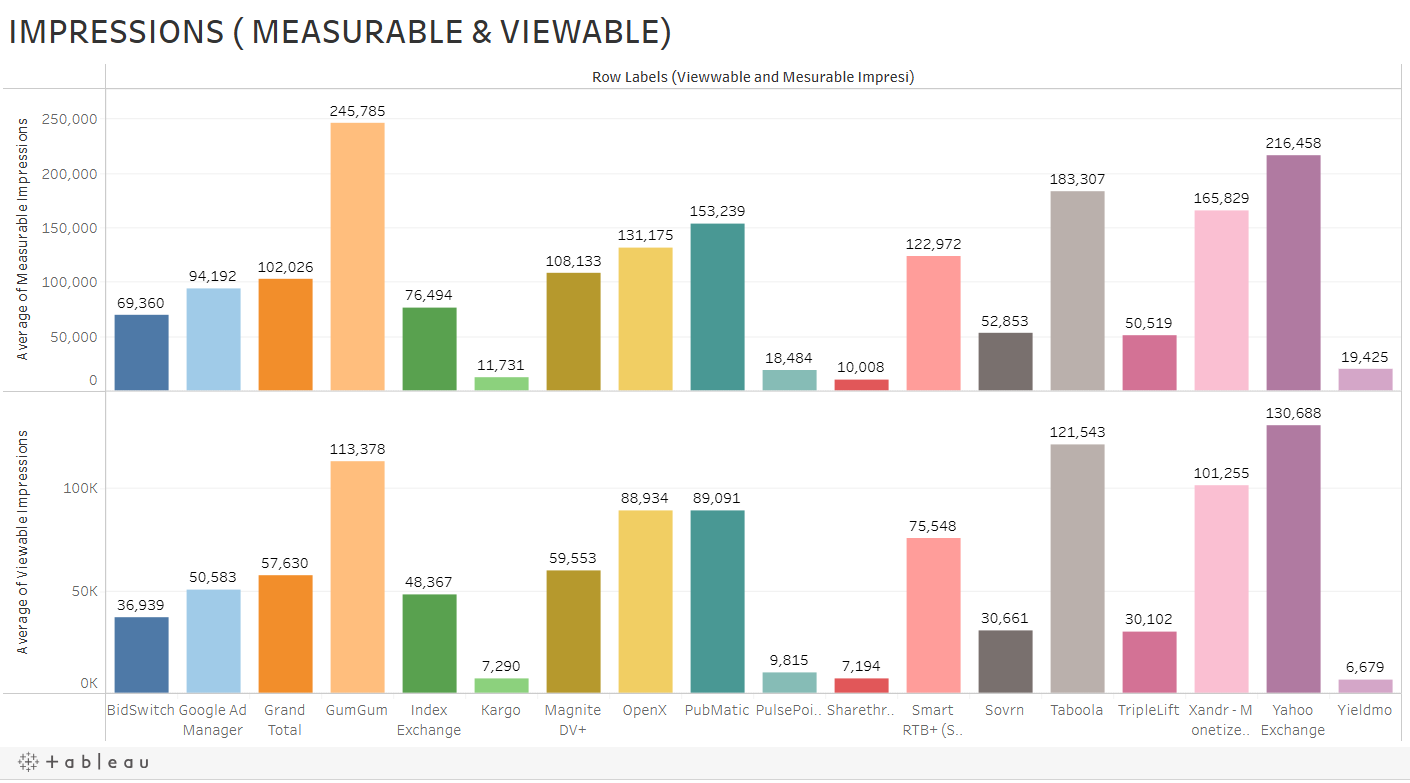 IMPRESSIONS ( MEASURABLE & VIEWABLE)
Row Labels (Viewwable and Mesurable Impresi)
Average of Measurable Impressions
250,000
200,000
150,000
100,000
50,000
0
69,360
94,192
102,026
245,785
76,494
11,731
108,133
131,175
153,239
18,484
10,008
122,972
52,853
183,307
50,519
165,829
216,458
19,425
Average of Viewable Impressions
100K
50K
0K
36,939
50,583
57,630
113,378
48,367
7,290
59,553
88,934
89,091
9,815
7,194
75,548
30,661
121,543
30,102
101,255
130,688
6,679
BidSwitch
Google Ad
Manager
Grand
Total
GumGum
Index
Exchange
Kargo
Magnite
DV+
OpenX
PubMatic
PulsePoi..
Sharethr..
Smart
RTB+ (S..
Sovrn
Taboola
TripleLift
Xandr - M
onetize..
Yahoo
Exchange
Yieldmo
+ a b | e a u